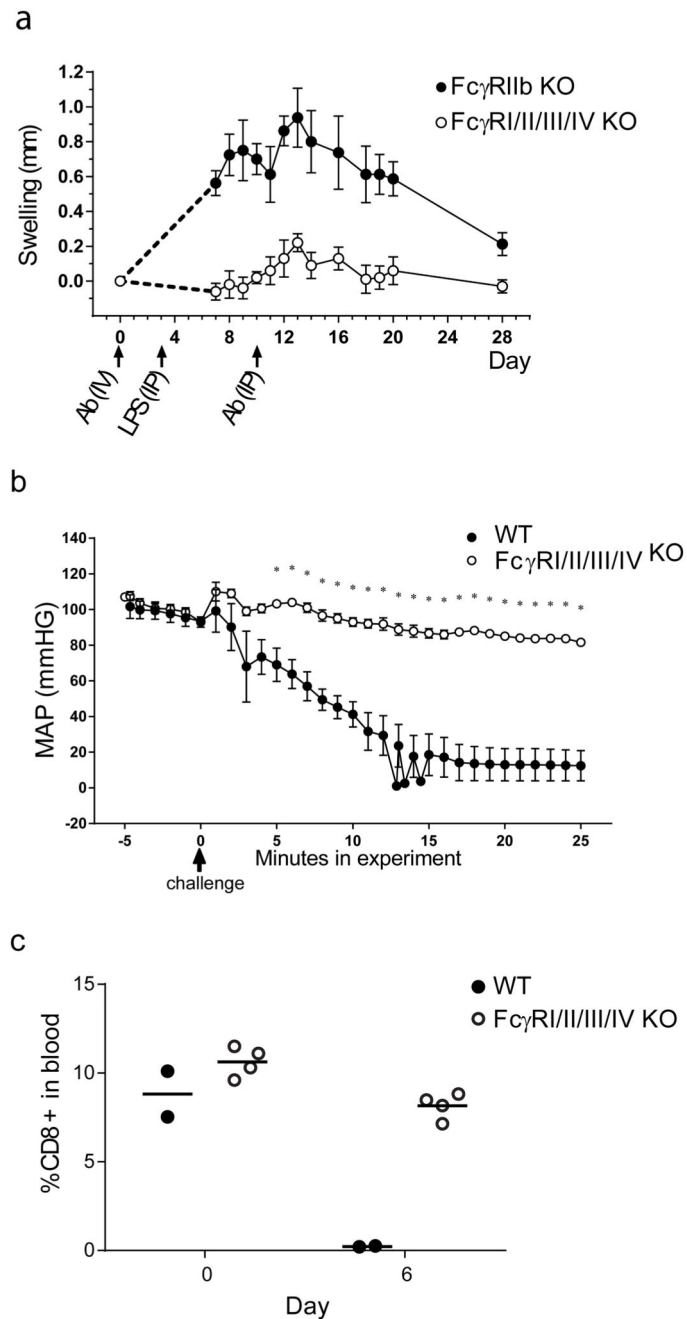 a
FcγRIIb KO
FcγRI/II/III/IV KO
Swelling (mm)
1.2
1.0
0.8
0.6
0.4
0.2
0.0
0 4 8 12 16 20 24 28
Day
Ab(IV)
LPS(IP)
Ab(IP)
b
WT
FcγRI/II/III/IV KO
MAP (mmHG)
140
120
100
80
60
40
20
0
-20
* * * * * * * * * * * * * * * * * * * * *
-5 0 5 10 15 20 25
Minutes in experiment
challenge
c
WT
FcγRI/II/III/IV KO
%CD8+ in blood
15
10
5
0
0 6
Day